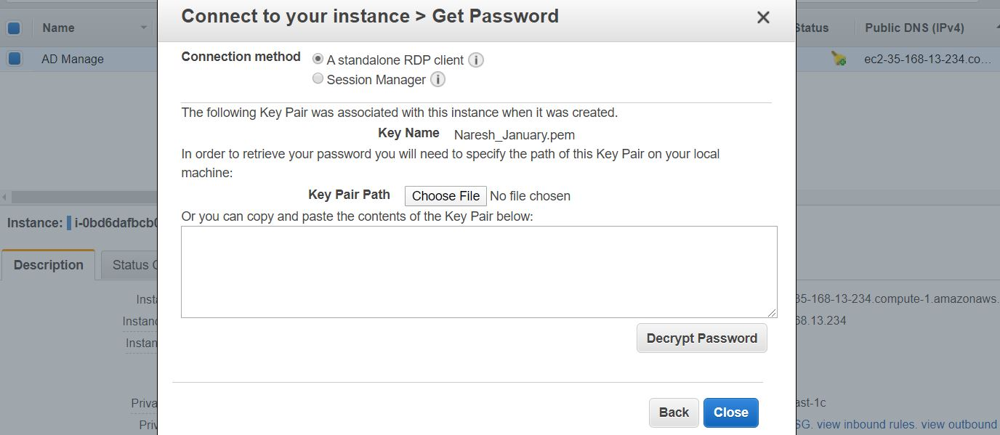 Connect to your instance > Get Password
Name
Status
Public DNS (IPv4)
AD Manage
ec2-35-168-13-234.co...
Connection method
A standalone RDP client
Session Manager
The following Key Pair was associated with this instance when it was created.
Key Name Naresh_January.pem
In order to retrieve your password you will need to specify the path of this Key Pair on your local
machine:
Key Pair Path Choose File No file chosen
Or you can copy and paste the contents of the Key Pair below:
Instance: i-0bd6dafbcb0
Description
Status
35-168-13-234.compute-1.amazonaws.
68.13.234
Decrypt Password
ast-1c
SG. view inbound rules. view outbound
Back
Close